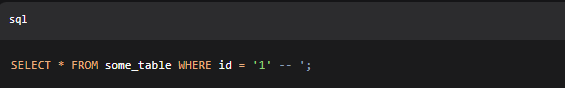 sql
SELECT * FROM some_table WHERE id = '1' -- ';